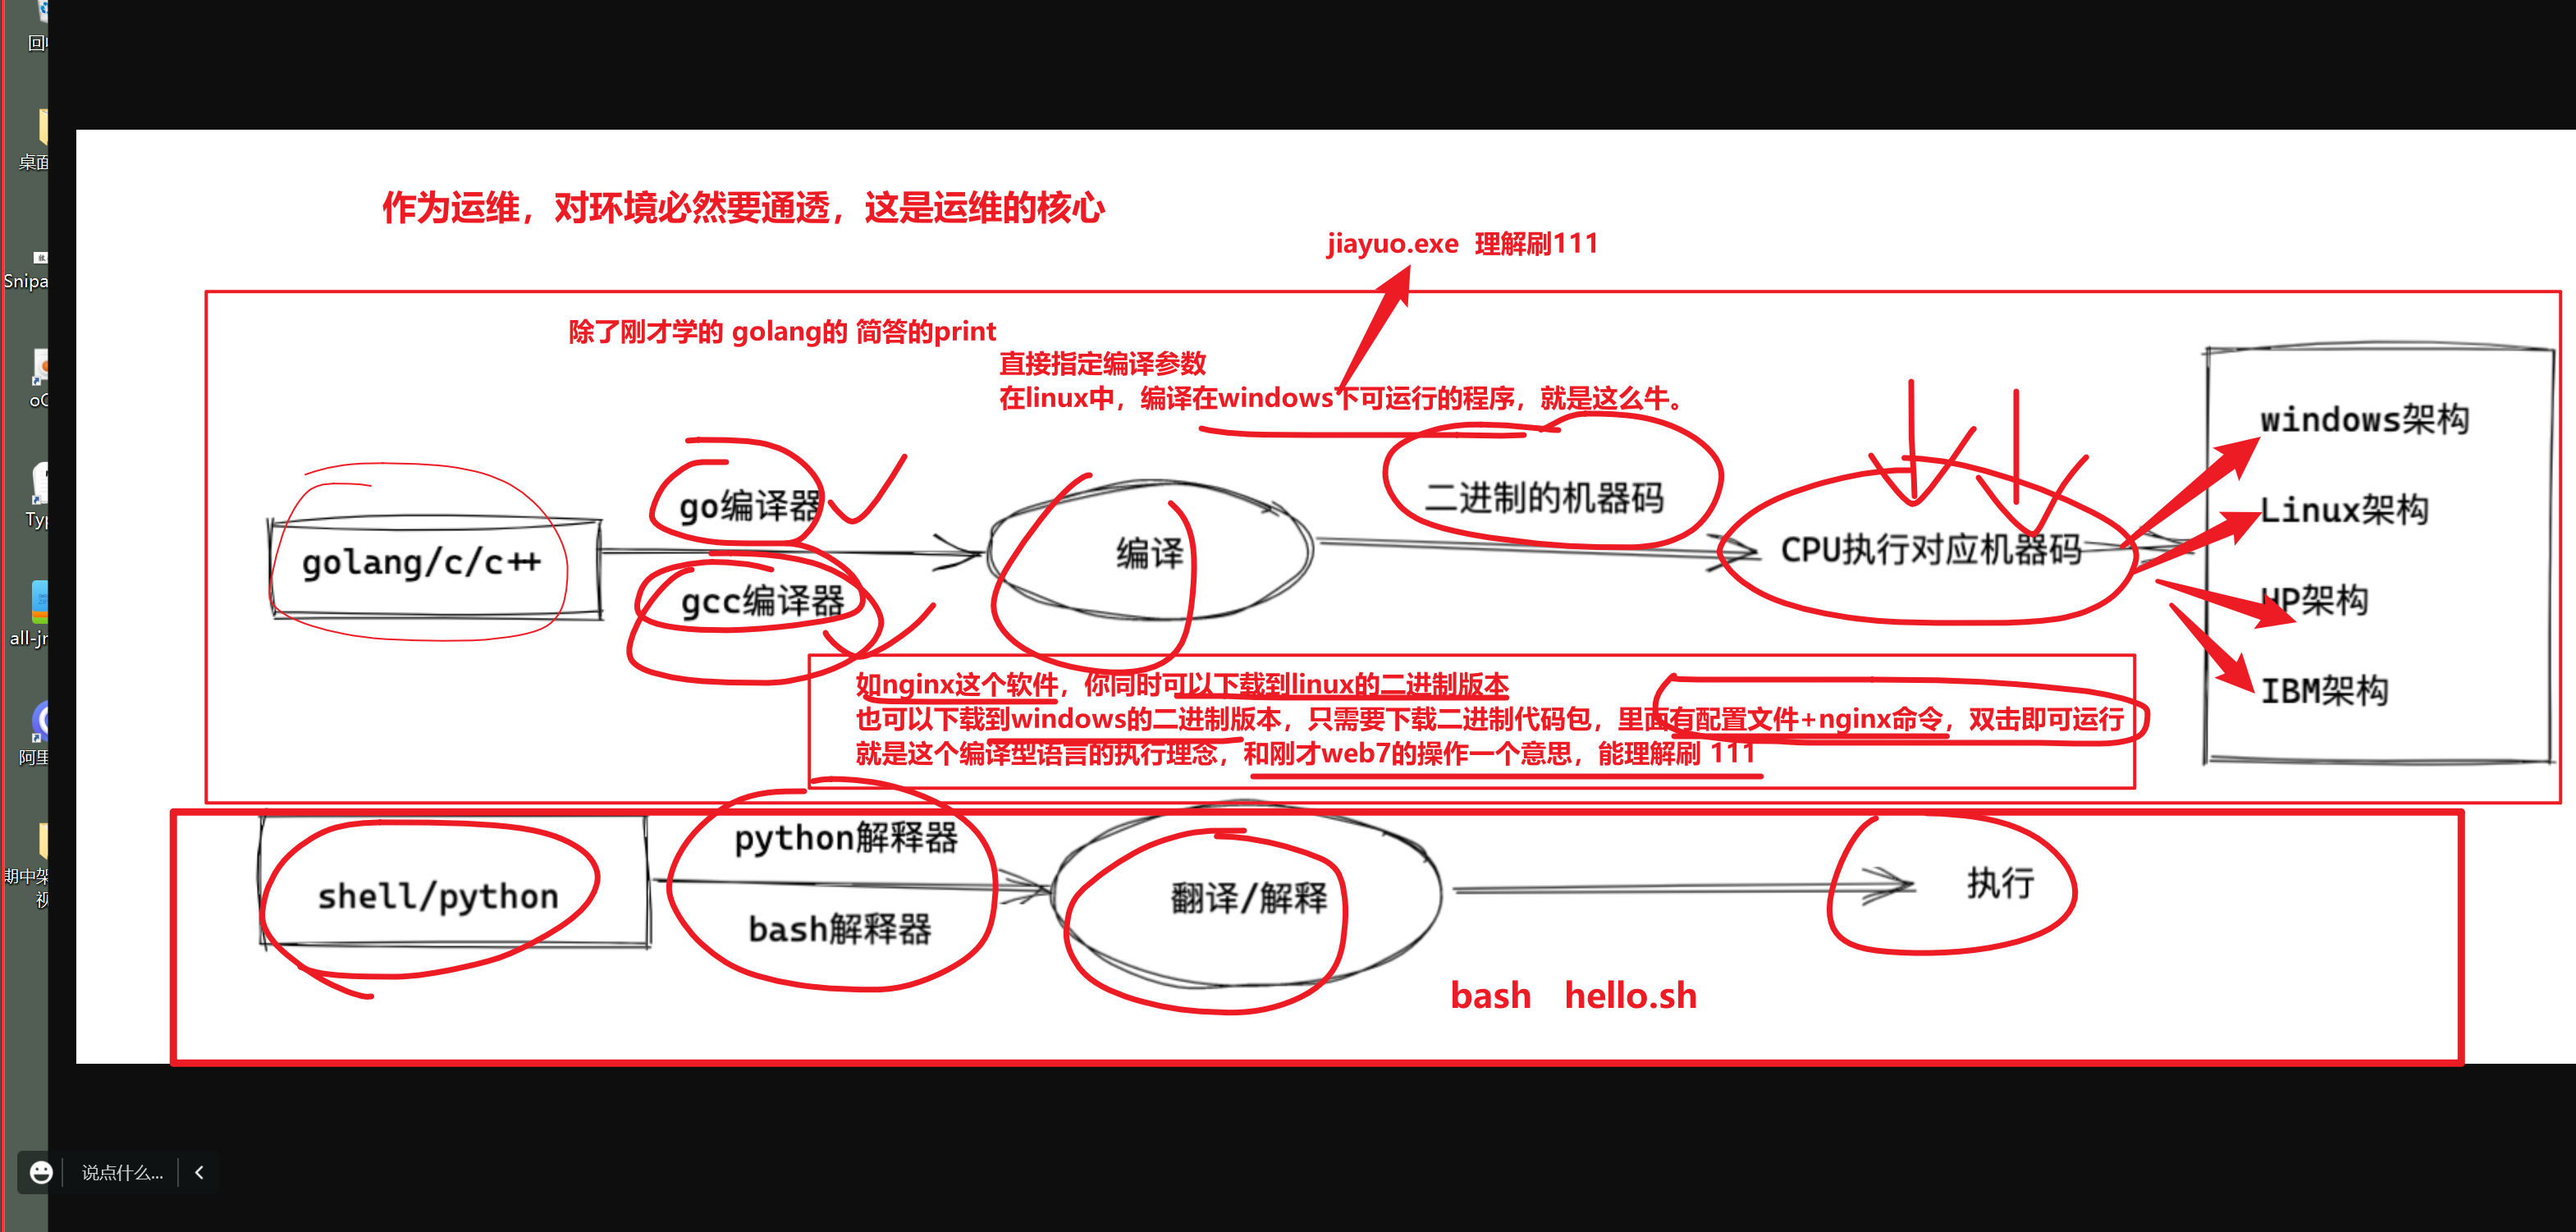 作为运维，对环境必然要通透，这是运维的核心
jiayuo.exe 理解刷111
除了刚才学的 golang的 简答的print
直接指定编译参数
在linux中，编译在windows下可运行的程序，就是这么牛。
golang/c/c++
go编译器
gcc编译器
编译
二进制的机器码
CPU执行对应机器码
windows架构
Linux架构
HP架构
IBM架构
如nginx这个软件，你同时可以下载到linux的二进制版本
也可以下载到windows的二进制版本，只需要下载二进制代码包，里面有配置文件+nginx命令，双击即可运行
就是这个编译型语言的执行理念，和刚才web7的操作一个意思，能理解刷 111
shell/python
python解释器
bash解释器
翻译/解释
执行
bash hello.sh
桌面
Snipa
Typ
all-jr
阿里
期中架
视
说点什么...